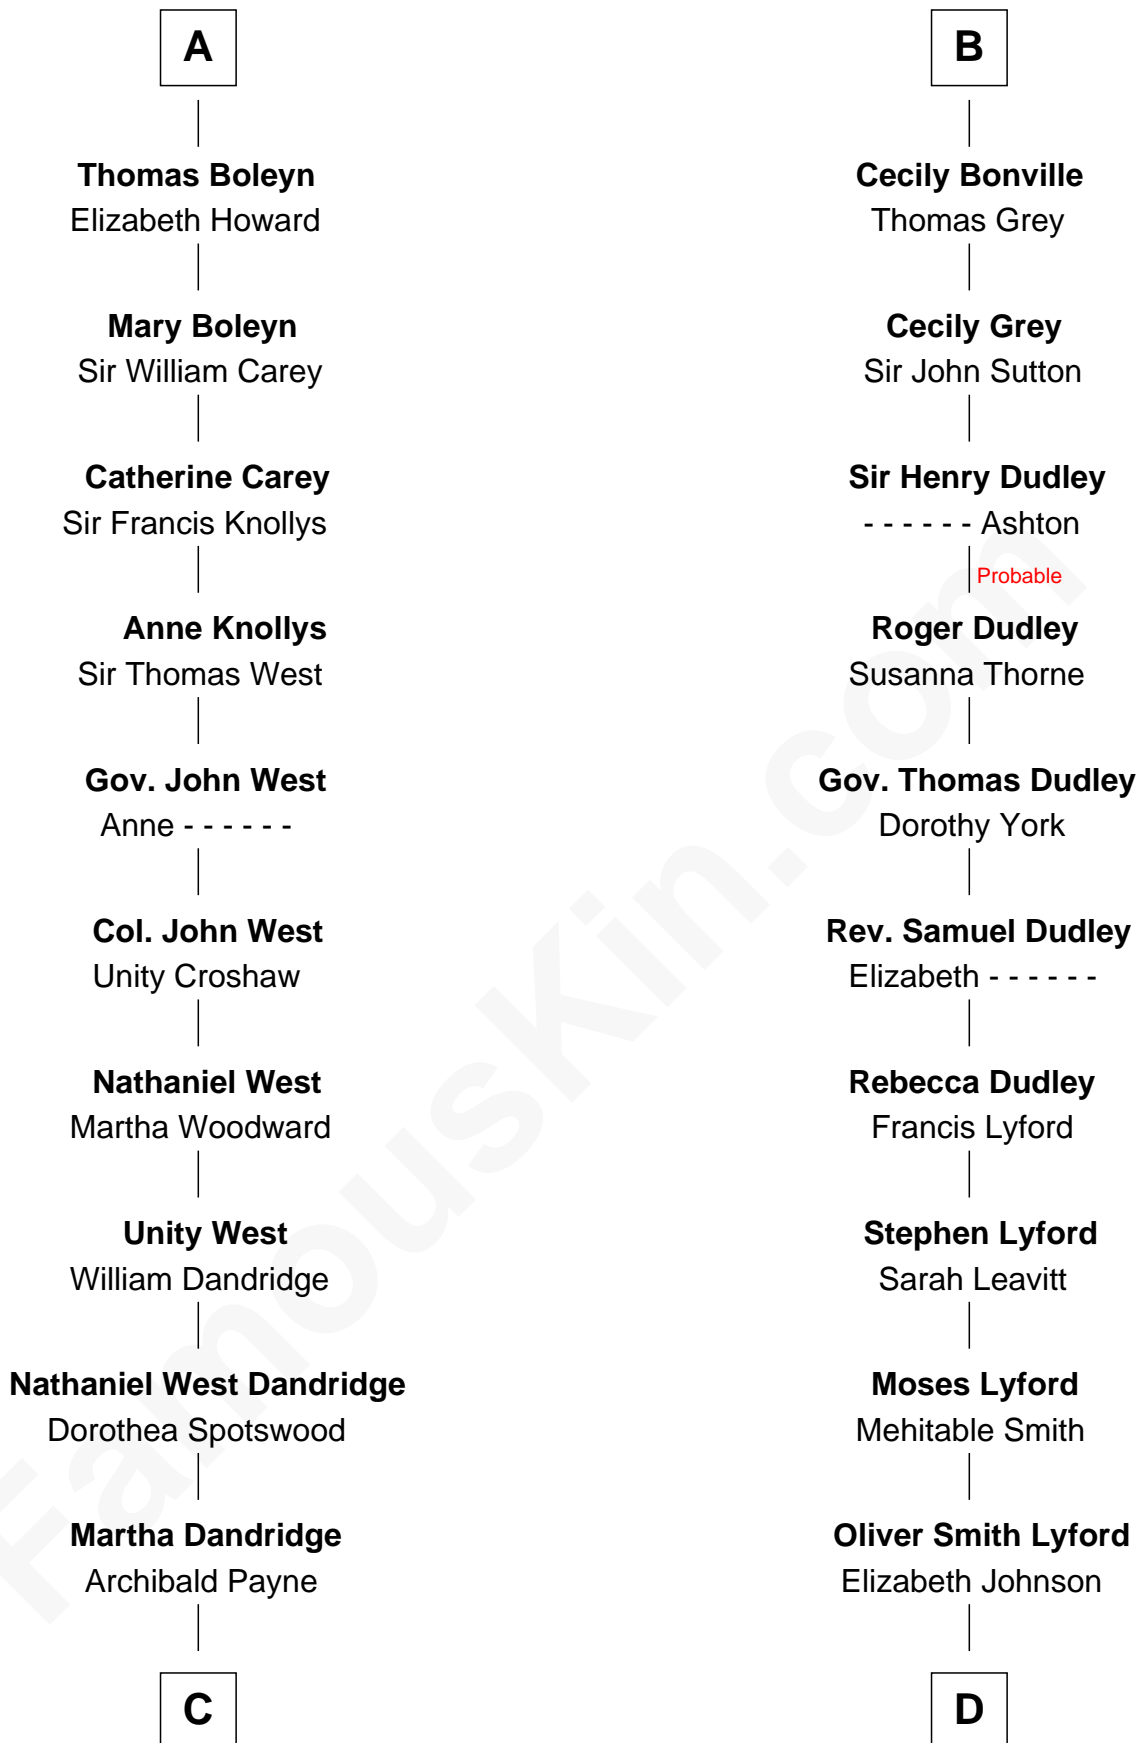 A
Thomas Boleyn
Elizabeth Howard
Mary Boleyn
Sir William Carey
Catherine Carey
Sir Francis Knollys
Anne Knollys
Sir Thomas West
Gov. John West
Anne - - - - - -
Col. John West
Unity Croshaw
Nathaniel West
Martha Woodward
Unity West
William Dandridge
Nathaniel West Dandridge
Dorothea Spotswood
Martha Dandridge
Archibald Payne
C
B
Cecily Bonville
Thomas Grey
Cecily Grey
Sir John Sutton
Sir Henry Dudley
- - - - - - Ashton
Probable
Roger Dudley
Susanna Thorne
Gov. Thomas Dudley
Dorothy York
Rev. Samuel Dudley
Elizabeth - - - - - -
Rebecca Dudley
Francis Lyford
Stephen Lyford
Sarah Leavitt
Moses Lyford
Mehitable Smith
Oliver Smith Lyford
Elizabeth Johnson
D
FamousKin.com